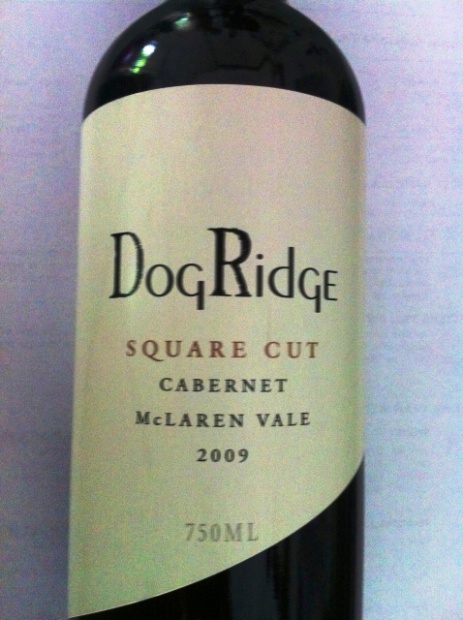 DogRidge
SQUARE CUT
CABERNET
McLAREN VALE
2009
750ML